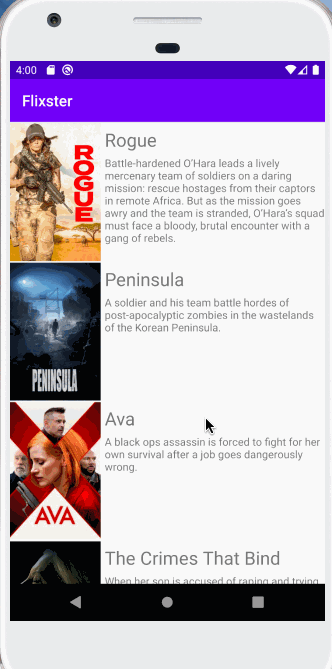 4:00
Flixster
ROGUE
Rogue
Battle-hardened O'Hara leads a lively
mercenary team of soldiers on a daring
mission: rescue hostages from their captors
in remote Africa. But as the mission goes
awry and the team is stranded, O'Hara's squad
must face a bloody, brutal encounter with a
gang of rebels.
PENINSULA
Peninsula
A soldier and his team battle hordes of
post-apocalyptic zombies in the wastelands
of the Korean Peninsula.
AVA
Ava
A black ops assassin is forced to fight for her
own survival after a job goes dangerously
wrong.
The Crimes That Bind
When her son is accused of raping and trying